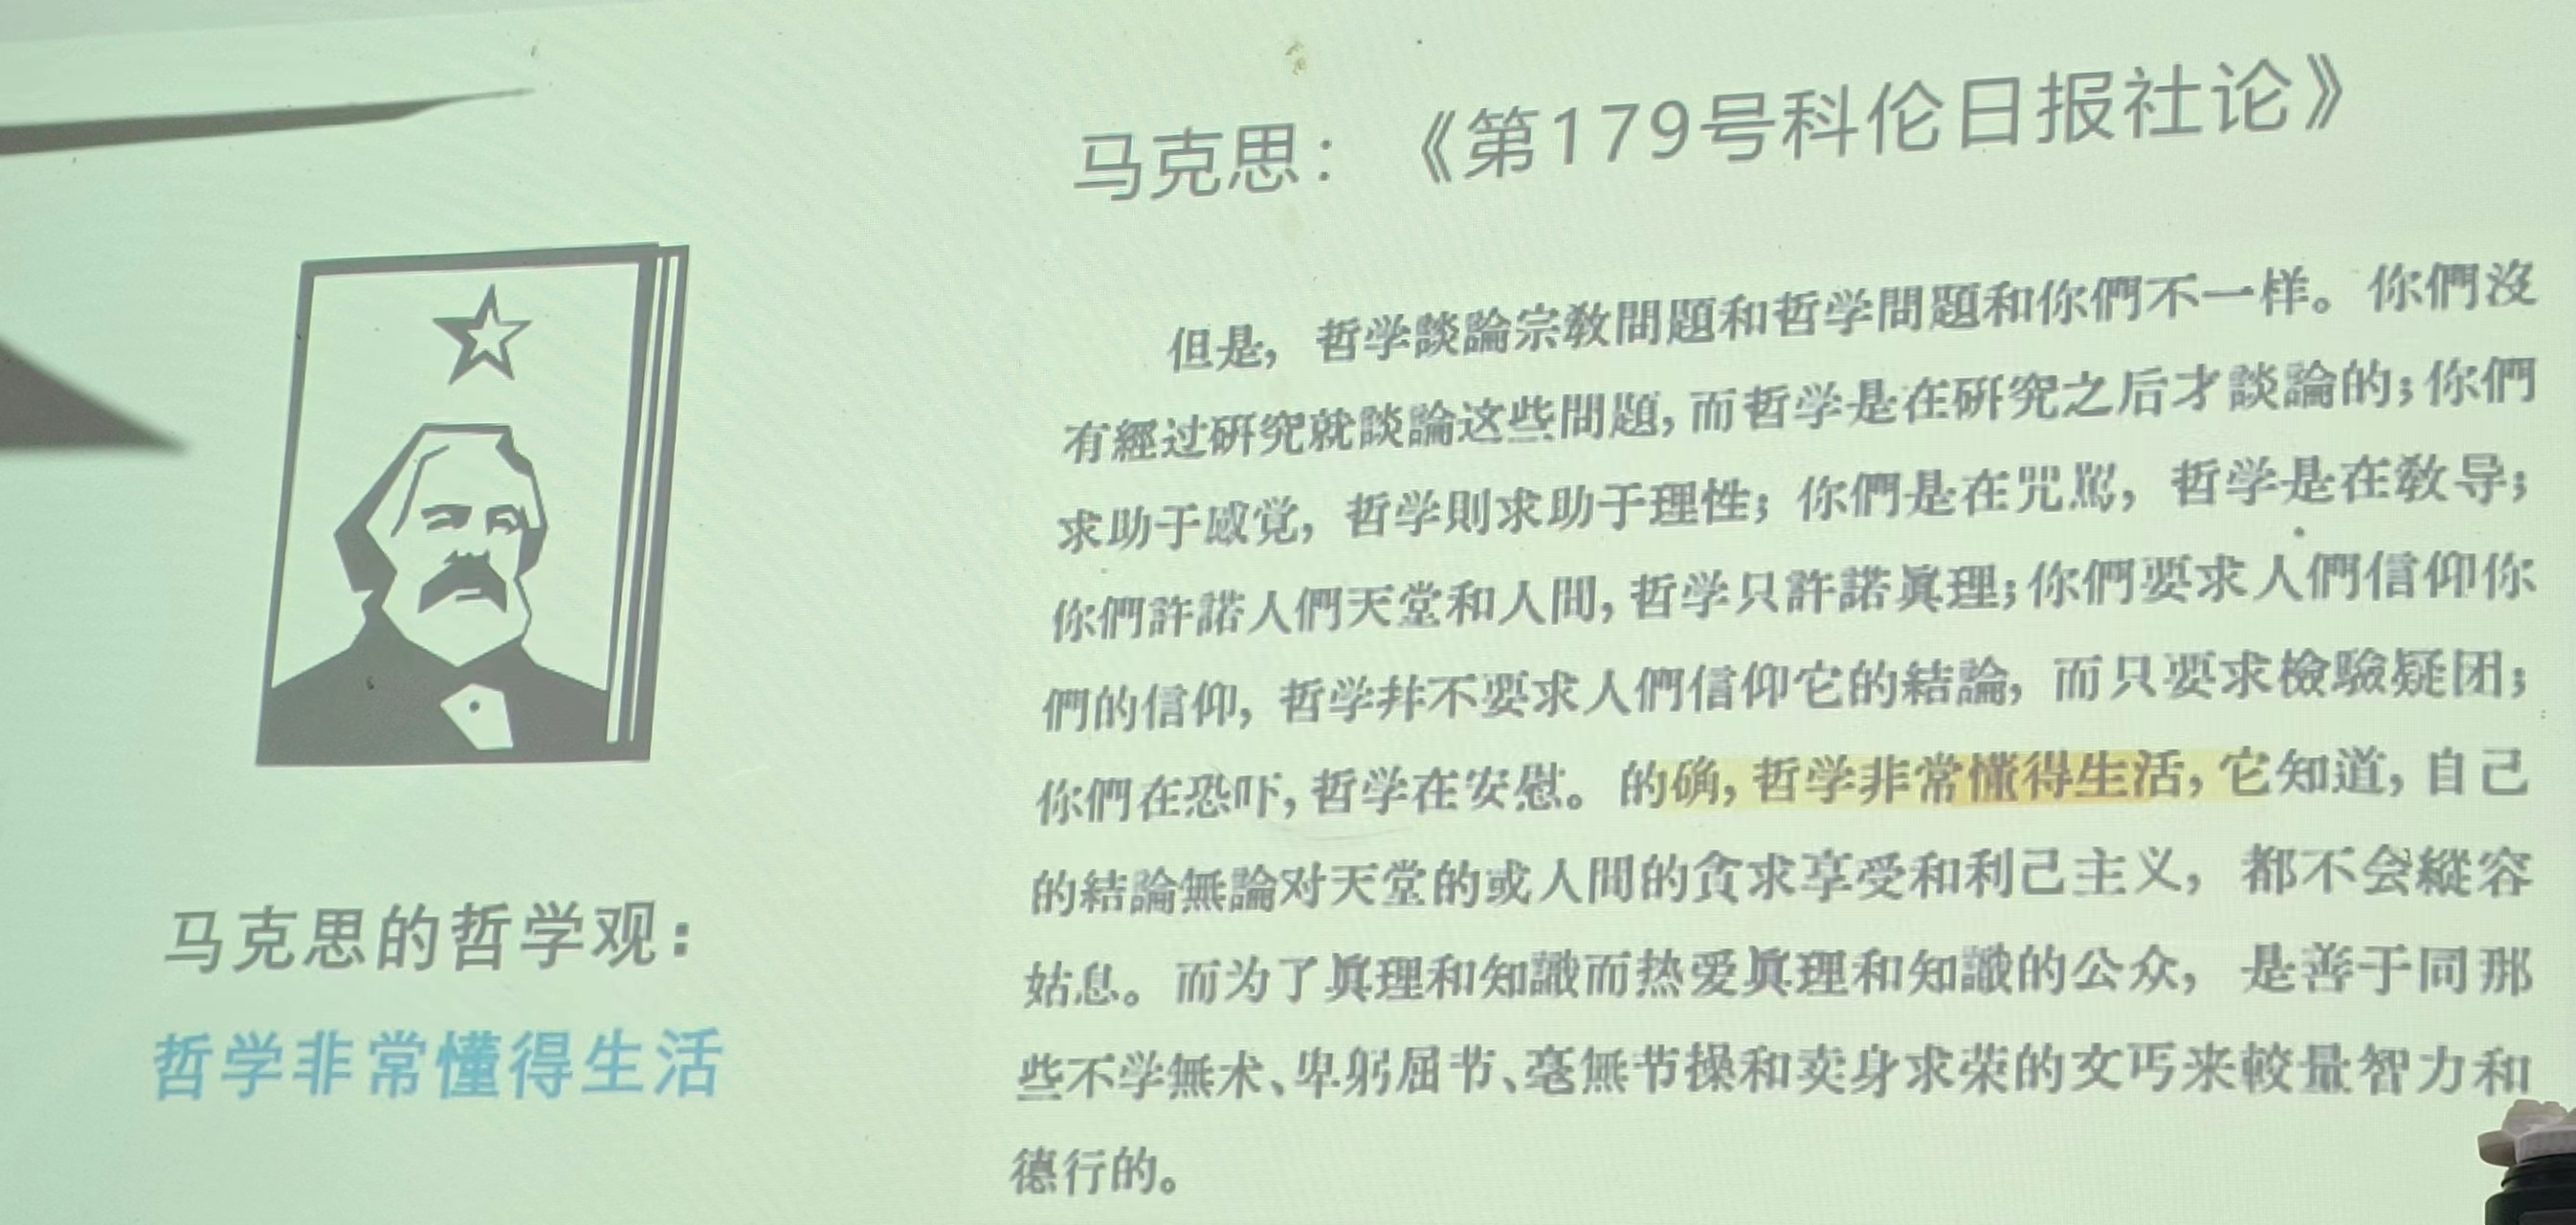 马克思：《第179号科伦日报社论》
但是，哲学談論宗教問題和哲学問題和你們不一样。你們沒
有經过研究就談論这些問題，而哲学是在研究之后才談論的；你們
求助于感覚，哲学則求助于理性；你們是在咒駡，哲学是在教导；
你們許諾人們天堂和人間，哲学只許諾眞理；你們要求人們信仰你
們的信仰，哲学幷不要求人們信仰它的結論，而只要求檢驗疑团；
你們在恐吓，哲学在安慰。的确，哲学非常懂得生活，它知道，自己
的結論無論对天堂的或人間的貪求享受和利己主义，都不会縱容
姑息。而为了眞理和知識而热爱眞理和知識的公众，是善于同那
些不学無术、卑躬屈节、毫無节操和卖身求荣的文丐来較量智力和
德行的。
马克思的哲学观：
哲学非常懂得生活